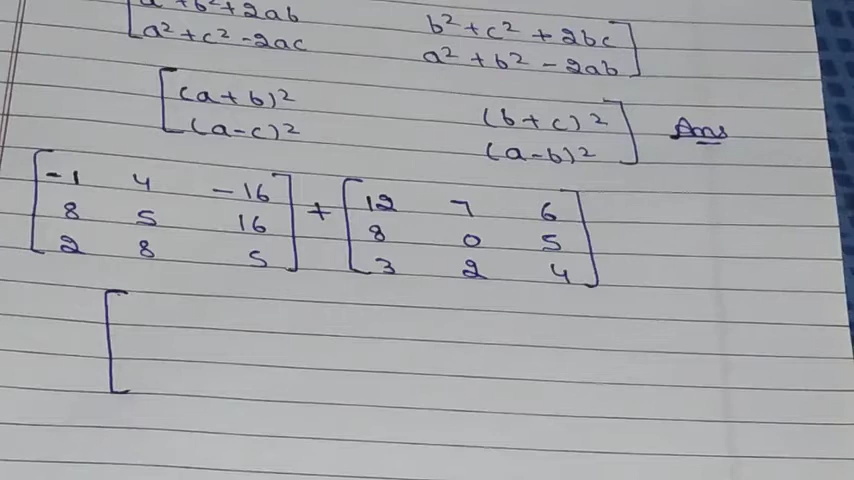 a² + b² + 2ab b² + c² + 2bc
a² + c² - 2ac a² + b² - 2ab
(a+b)² (b+c)²
(a-c)² (a-b)² Ans
-1 4 -16 + 12 7 6
8 5 16 8 0 5
2 8 5 3 2 4